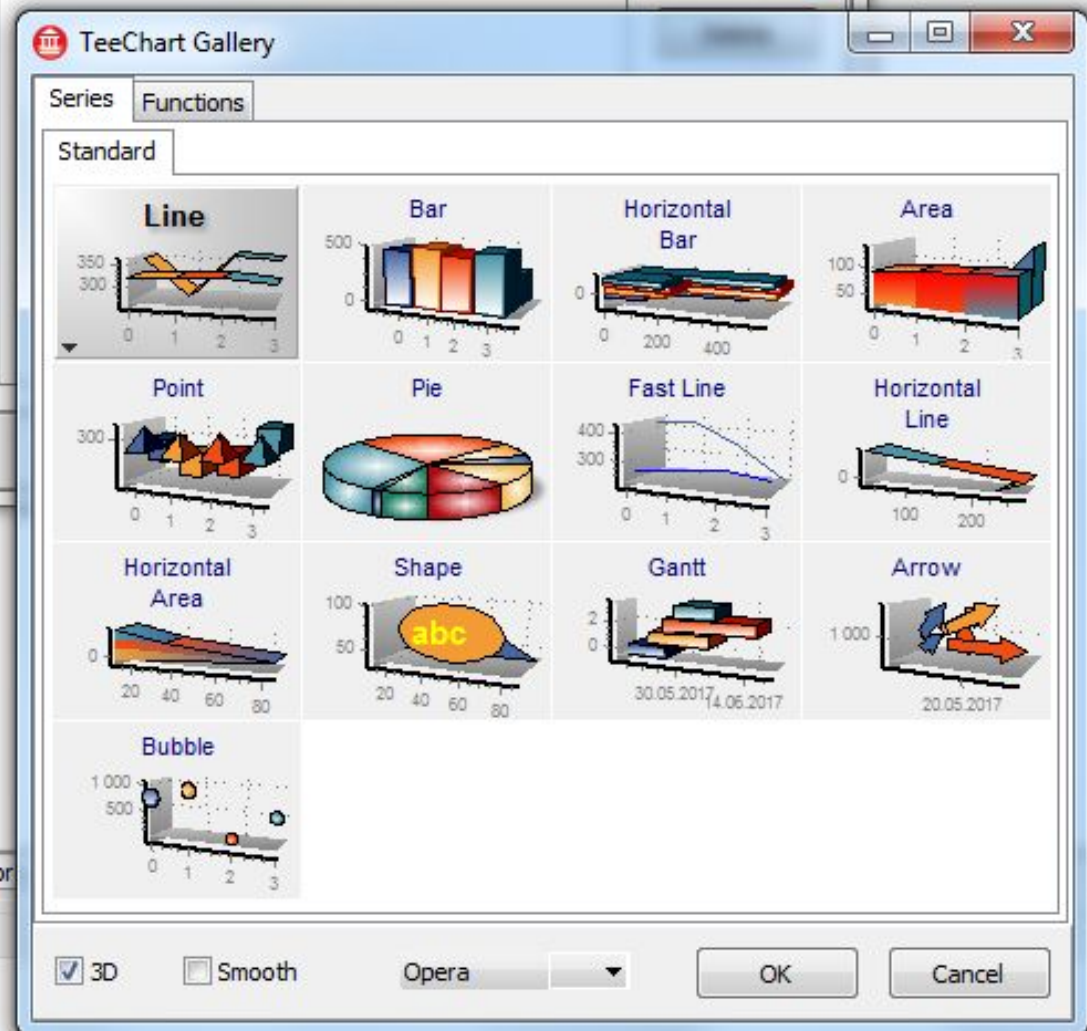 TeeChart Gallery
Series
Functions
Standard
Line
350
300
0 1 2 3
Bar
500
0
0 1 2 3
Horizontal
Bar
0
0 200 400
Area
100
50
0 1 2 3
Point
300
0 1 2 3
Pie
Fast Line
400
300
0 1 2 3
Horizontal
Line
0
100 200
Horizontal
Area
0
20 40 60 80
Shape
100
abc
50
20 40 60 80
Gantt
2
0
30.05.2017
14.06.2017
Arrow
1 000
20.05.2017
Bubble
1 000
500
0 1 2 3
or
3D
Smooth
Opera
OK
Cancel